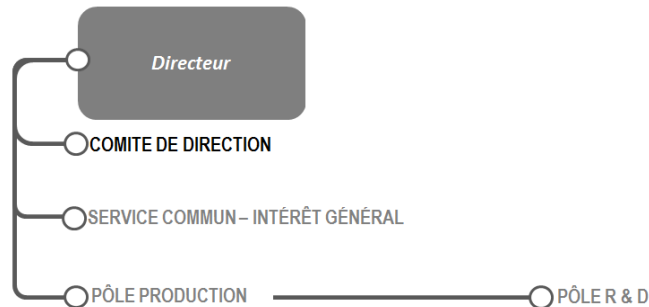 Directeur
COMITE DE DIRECTION
SERVICE COMMUN – INTÉRÊT GÉNÉRAL
PÔLE PRODUCTION
PÔLE R & D